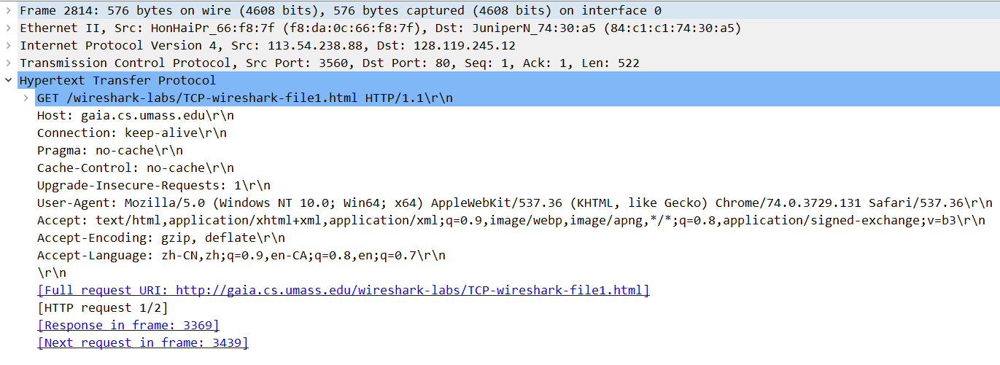 Frame 2814: 576 bytes on wire (4608 bits), 576 bytes captured (4608 bits) on interface 0
Ethernet II, Src: HonHaiPr_66:f8:7f (f8:da:0c:66:f8:7f), Dst: JuniperN_74:30:a5 (84:c1:c1:74:30:a5)
Internet Protocol Version 4, Src: 113.54.238.88, Dst: 128.119.245.12
Transmission Control Protocol, Src Port: 3560, Dst Port: 80, Seq: 1, Ack: 1, Len: 522
Hypertext Transfer Protocol
GET /wireshark-labs/TCP-wireshark-file1.html HTTP/1.1\r\n
Host: gaia.cs.umass.edu\r\n
Connection: keep-alive\r\n
Pragma: no-cache\r\n
Cache-Control: no-cache\r\n
Upgrade-Insecure-Requests: 1\r\n
User-Agent: Mozilla/5.0 (Windows NT 10.0; Win64; x64) AppleWebKit/537.36 (KHTML, like Gecko) Chrome/74.0.3729.131 Safari/537.36\r\n
Accept: text/html,application/xhtml+xml,application/xml;q=0.9,image/webp,image/apng,*/*;q=0.8,application/signed-exchange;v=b3\r\n
Accept-Encoding: gzip, deflate\r\n
Accept-Language: zh-CN,zh;q=0.9,en-CA;q=0.8,en;q=0.7\r\n
\r\n
[Full request URI: http://gaia.cs.umass.edu/wireshark-labs/TCP-wireshark-file1.html]
[HTTP request 1/2]
[Response in frame: 3369]
[Next request in frame: 3439]